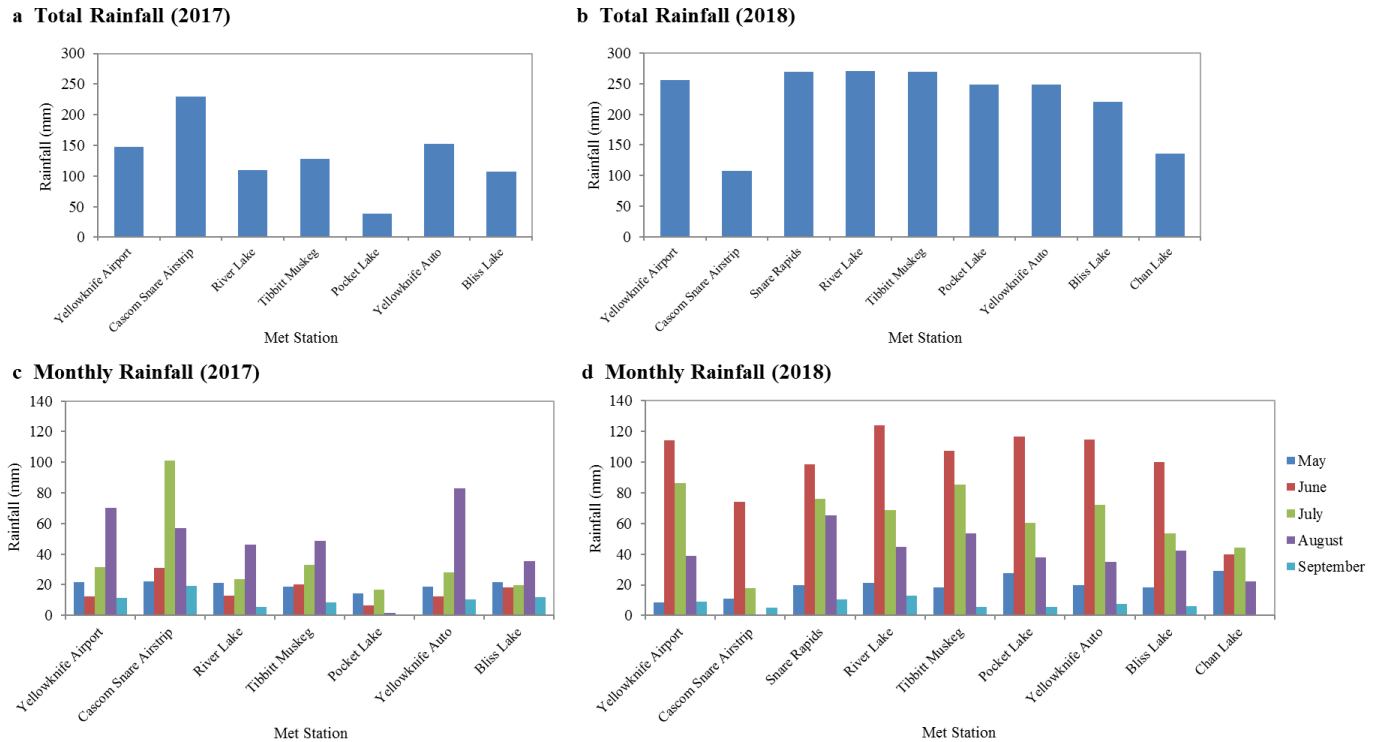 a Total Rainfall (2017)
300
250
200
150
100
50
0
Rainfall (mm)
Yellowknife Airport
Cascom Snare Airstrip
River Lake
Tibbitt Muskeg
Pocket Lake
Yellowknife Auto
Bliss Lake
Met Station
b Total Rainfall (2018)
300
250
200
150
100
50
0
Rainfall (mm)
Yellowknife Airport
Cascom Snare Airstrip
Snare Rapids
River Lake
Tibbitt Muskeg
Pocket Lake
Yellowknife Auto
Bliss Lake
Chan Lake
Met Station
c Monthly Rainfall (2017)
140
120
100
80
60
40
20
0
Rainfall (mm)
Yellowknife Airport
Cascom Snare Airstrip
River Lake
Tibbitt Muskeg
Pocket Lake
Yellowknife Auto
Bliss Lake
Met Station
d Monthly Rainfall (2018)
140
120
100
80
60
40
20
0
Rainfall (mm)
Yellowknife Airport
Cascom Snare Airstrip
Snare Rapids
River Lake
Tibbitt Muskeg
Pocket Lake
Yellowknife Auto
Bliss Lake
Chan Lake
Met Station
May
June
July
August
September